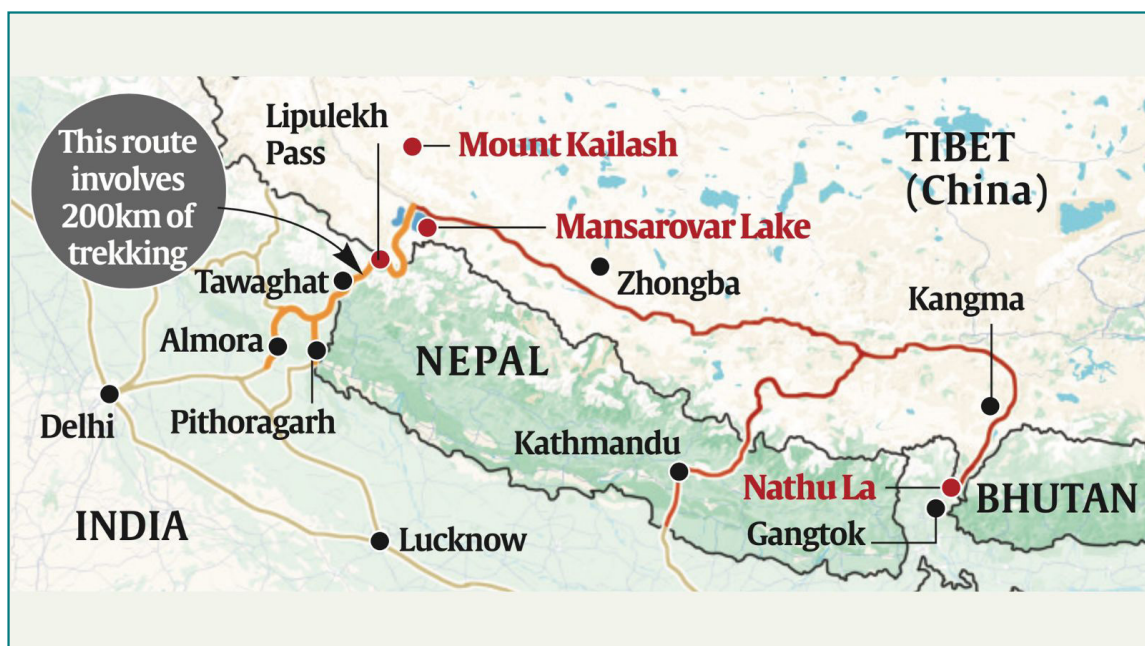 This route
involves
200km of
trekking
Lipulekh
Pass
Mount Kailash
TIBET
(China)
Mansarovar Lake
Tawaghat
Zhongba
Kangma
Almora
NEPAL
Delhi
Pithoragarh
Kathmandu
Nathu La
BHUTAN
INDIA
Lucknow
Gangtok